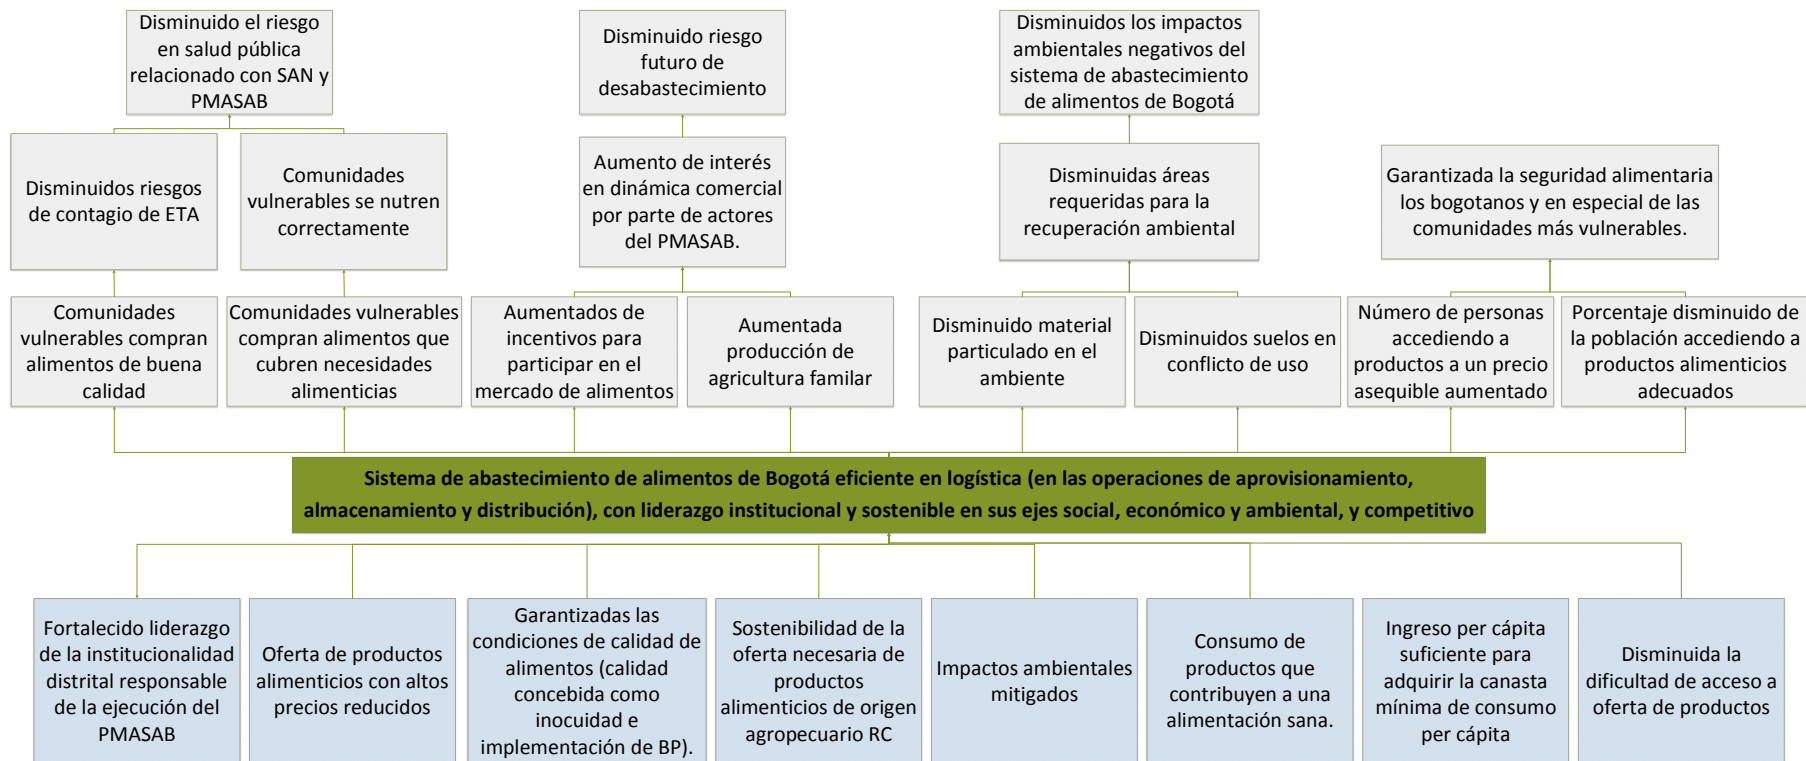 Disminuido el riesgo
en salud pública
relacionado con SAN y
PMASAB
Disminuido riesgo
futuro de
desabastecimiento
Disminuidos los impactos
ambientales negativos del
sistema de abastecimiento
de alimentos de Bogotá
Disminuidos riesgos
de contagio de ETA
Comunidades
vulnerables se nutren
correctamente
Aumento de interés
en dinámica comercial
por parte de actores
del PMASAB.
Disminuidas áreas
requeridas para la
recuperación ambiental
Garantizada la seguridad alimentaria
los bogotanos y en especial de las
comunidades más vulnerables.
Comunidades
vulnerables compran
alimentos de buena
calidad
Comunidades vulnerables
compran alimentos que
cubren necesidades
alimenticias
Aumentados de
incentivos para
participar en el
mercado de alimentos
Aumentada
producción de
agricultura familar
Disminuido material
particulado en el
ambiente
Disminuidos suelos en
conflicto de uso
Número de personas
accediendo a
productos a un precio
asequible aumentado
Porcentaje disminuido de
la población accediendo a
productos alimenticios
adecuados
Sistema de abastecimiento de alimentos de Bogotá eficiente en logística (en las operaciones de aprovisionamiento,
almacenamiento y distribución), con liderazgo institucional y sostenible en sus ejes social, económico y ambiental, y competitivo
Fortalecido liderazgo
de la institucionalidad
distrital responsable
de la ejecución del
PMASAB
Oferta de productos
alimenticios con altos
precios reducidos
Garantizadas las
condiciones de calidad de
alimentos (calidad
concebida como
inocuidad e
implementación de BP).
Sostenibilidad de la
oferta necesaria de
productos
alimenticios de origen
agropecuario RC
Impactos ambientales
mitigados
Consumo de
productos que
contribuyen a una
alimentación sana.
Ingreso per cápita
suficiente para
adquirir la canasta
mínima de consumo
per cápita
Disminuida la
dificultad de acceso a
oferta de productos